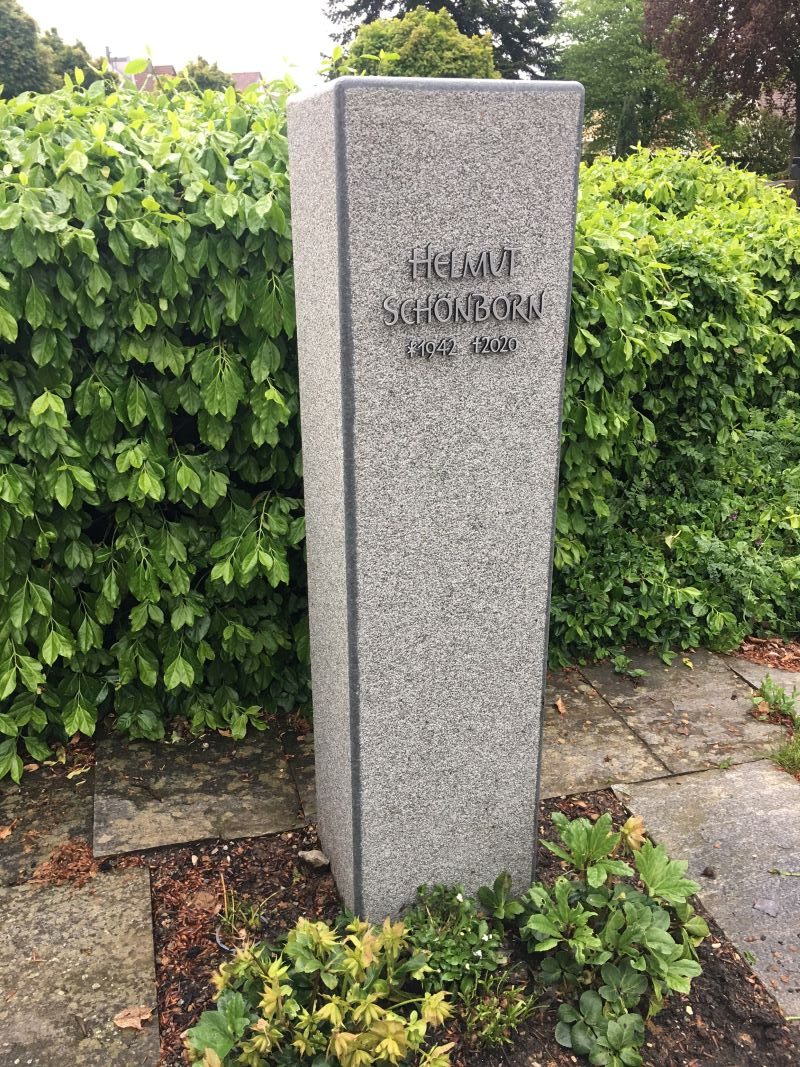 HELMUT
SCHÖNBORN
*1942 †2020